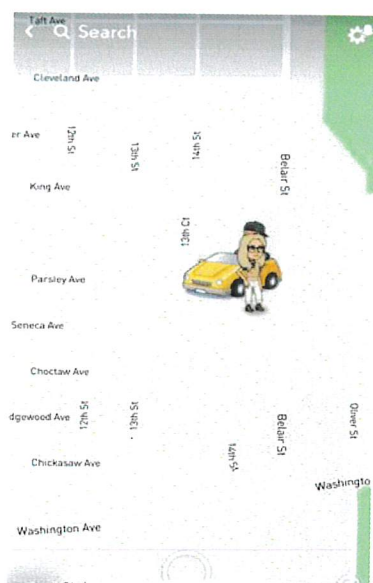 Taft Ave
Search
Cleveland Ave
er Ave
12th St
13th St
14th St
Belair St
King Ave
13th Ct
Parsley Ave
Seneca Ave
Choctaw Ave
dgewood Ave
12th St
13th St
14th St
Belair St
Oliver St
Chickasaw Ave
Washingto
Washington Ave